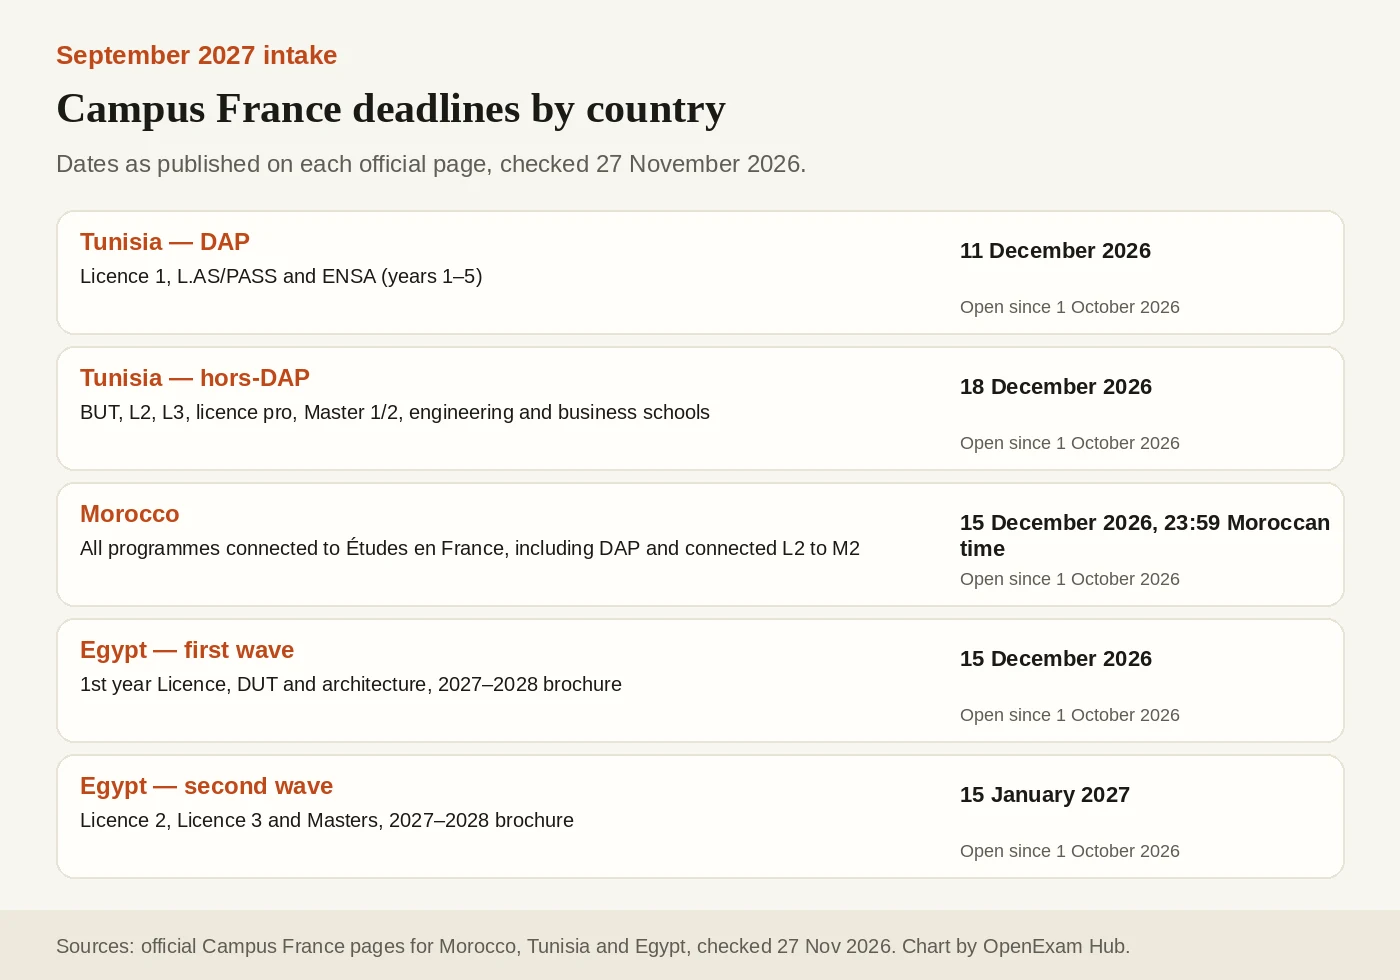 September 2027 intake
Campus France deadlines by country
Dates as published on each official page, checked 27 November 2026.
Tunisia — DAP
Licence 1, L.AS/PASS and ENSA (years 1–5)
11 December 2026
Open since 1 October 2026
Tunisia — hors-DAP
BUT, L2, L3, licence pro, Master 1/2, engineering and business schools
18 December 2026
Open since 1 October 2026
Morocco
All programmes connected to Études en France, including DAP and connected L2 to M2
15 December 2026, 23:59 Moroccan
time
Open since 1 October 2026
Egypt — first wave
1st year Licence, DUT and architecture, 2027–2028 brochure
15 December 2026
Open since 1 October 2026
Egypt — second wave
Licence 2, Licence 3 and Masters, 2027–2028 brochure
15 January 2027
Open since 1 October 2026
Sources: official Campus France pages for Morocco, Tunisia and Egypt, checked 27 Nov 2026. Chart by OpenExam Hub.